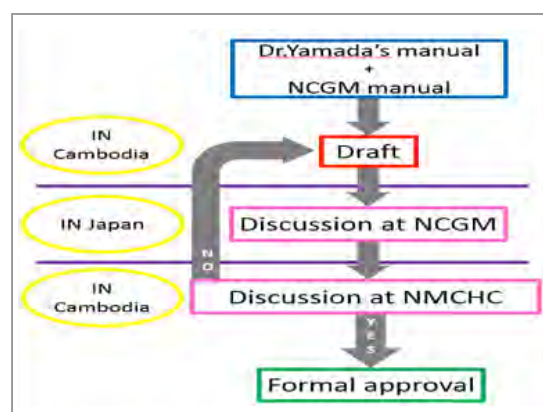 Dr.Yamada's manual
+
NCGM manual
IN
Cambodia
Draft
IN Japan
Discussion at NCGM
NO
IN
Cambodia
Discussion at NMCHC
YES
Formal approval